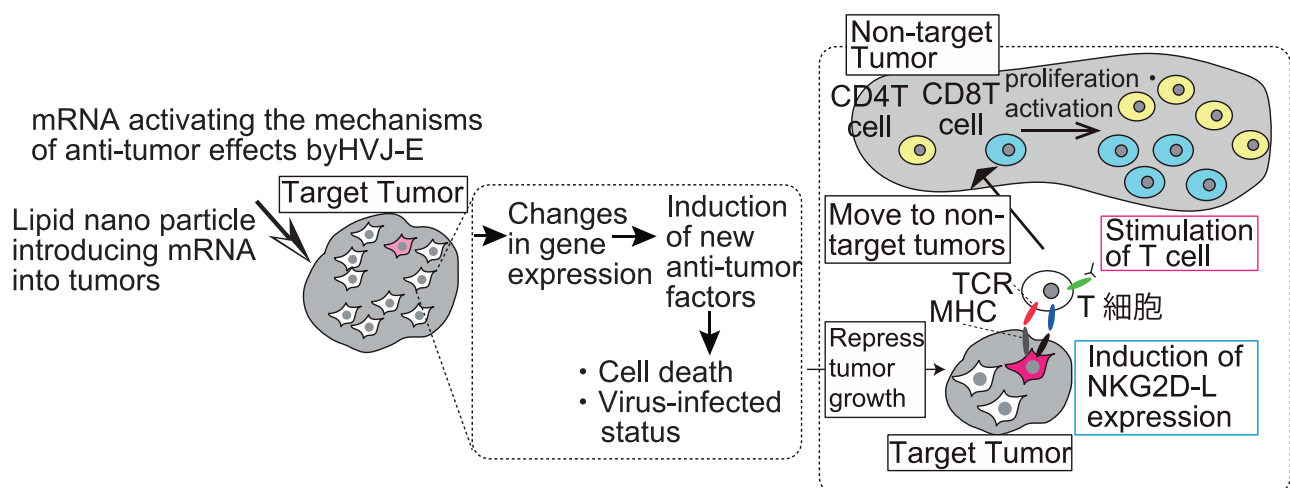 mRNA activating the mechanisms
of anti-tumor effects byHVJ-E
Lipid nano particle
introducing mRNA
into tumors
Target Tumor
Changes
in gene
expression
Induction
of new
anti-tumor
factors
・Cell death
・Virus-infected
status
Non-target
Tumor
CD4T
cell
CD8T
cell
proliferation・
activation
Move to non-
target tumors
Stimulation
of T cell
TCR
MHC
T 細胞
Repress
tumor
growth
Induction of
NKG2D-L
expression
Target Tumor